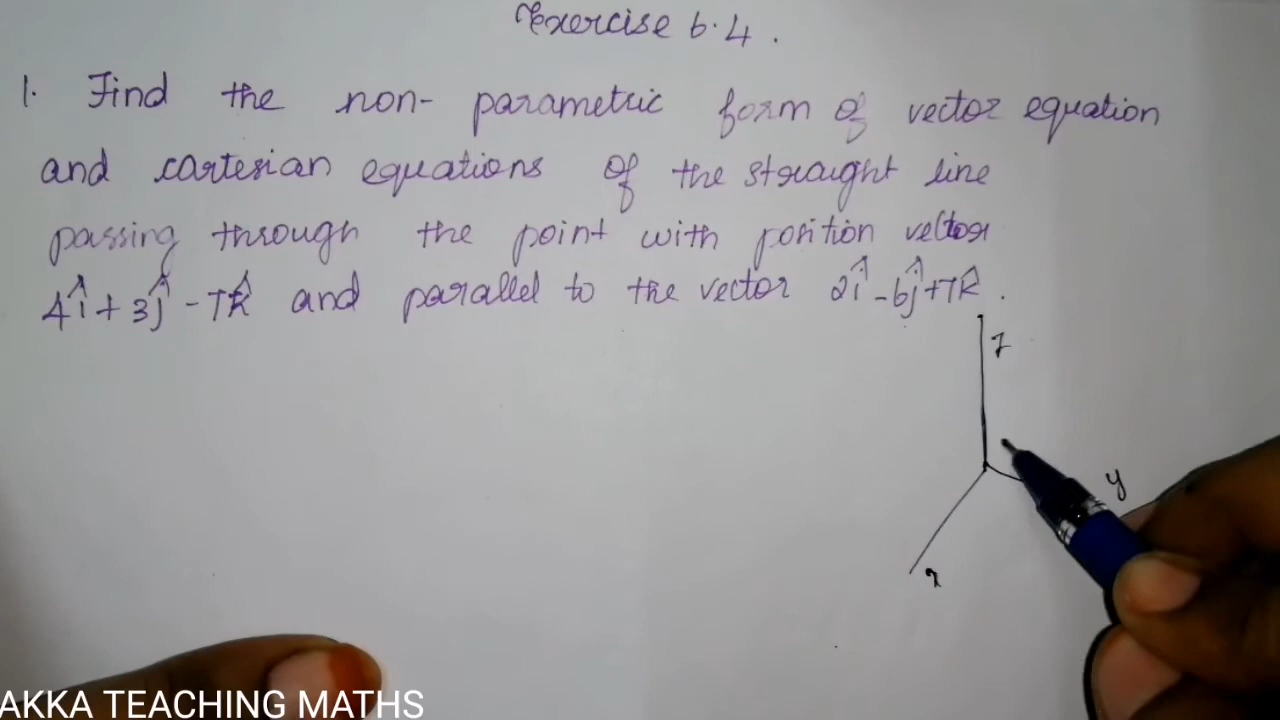 Exercise 6.4.
1. Find the non-parametric form of vector equation
and cartesian equations of the straight line
passing through the point with position vector
4î + 3ĵ - 7k̂ and parallel to the vector 2î - 6ĵ + 7k̂.
z
y
x
AKKA TEACHING MATHS